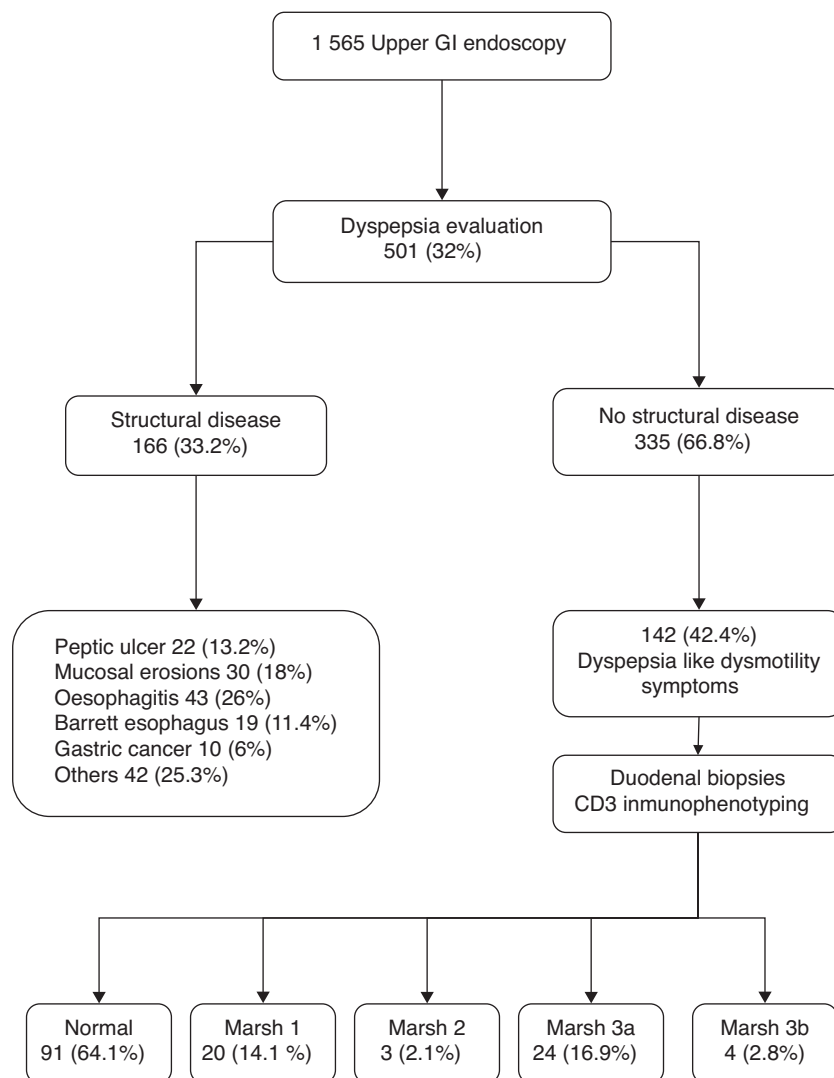 1 565 Upper GI endoscopy
Dyspepsia evaluation
501 (32%)
Structural disease
166 (33.2%)
No structural disease
335 (66.8%)
Peptic ulcer 22 (13.2%)
Mucosal erosions 30 (18%)
Oesophagitis 43 (26%)
Barrett esophagus 19 (11.4%)
Gastric cancer 10 (6%)
Others 42 (25.3%)
142 (42.4%)
Dyspepsia like dysmotility
symptoms
Duodenal biopsies
CD3 inmunophenotyping
Normal
91 (64.1%)
Marsh 1
20 (14.1 %)
Marsh 2
3 (2.1%)
Marsh 3a
24 (16.9%)
Marsh 3b
4 (2.8%)